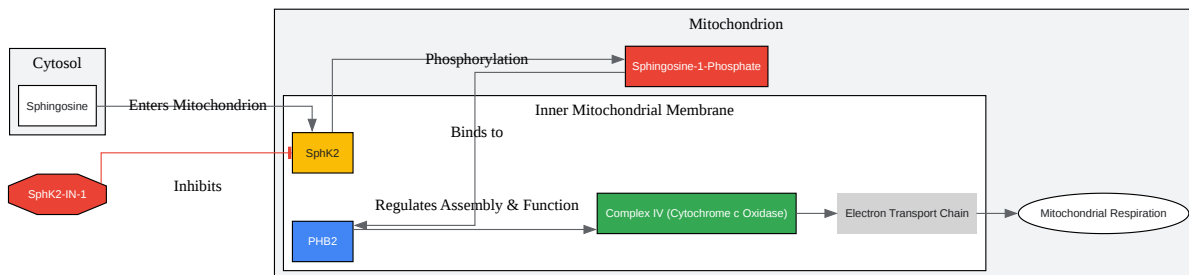 Mitochondrion
Cytosol
Sphingosine
Enters Mitochondrion
Phosphorylation
Sphingosine-1-Phosphate
Inner Mitochondrial Membrane
Binds to
SphK2
SphK2-IN-1
Inhibits
Regulates Assembly & Function
PHB2
Complex IV (Cytochrome c Oxidase)
Electron Transport Chain
Mitochondrial Respiration